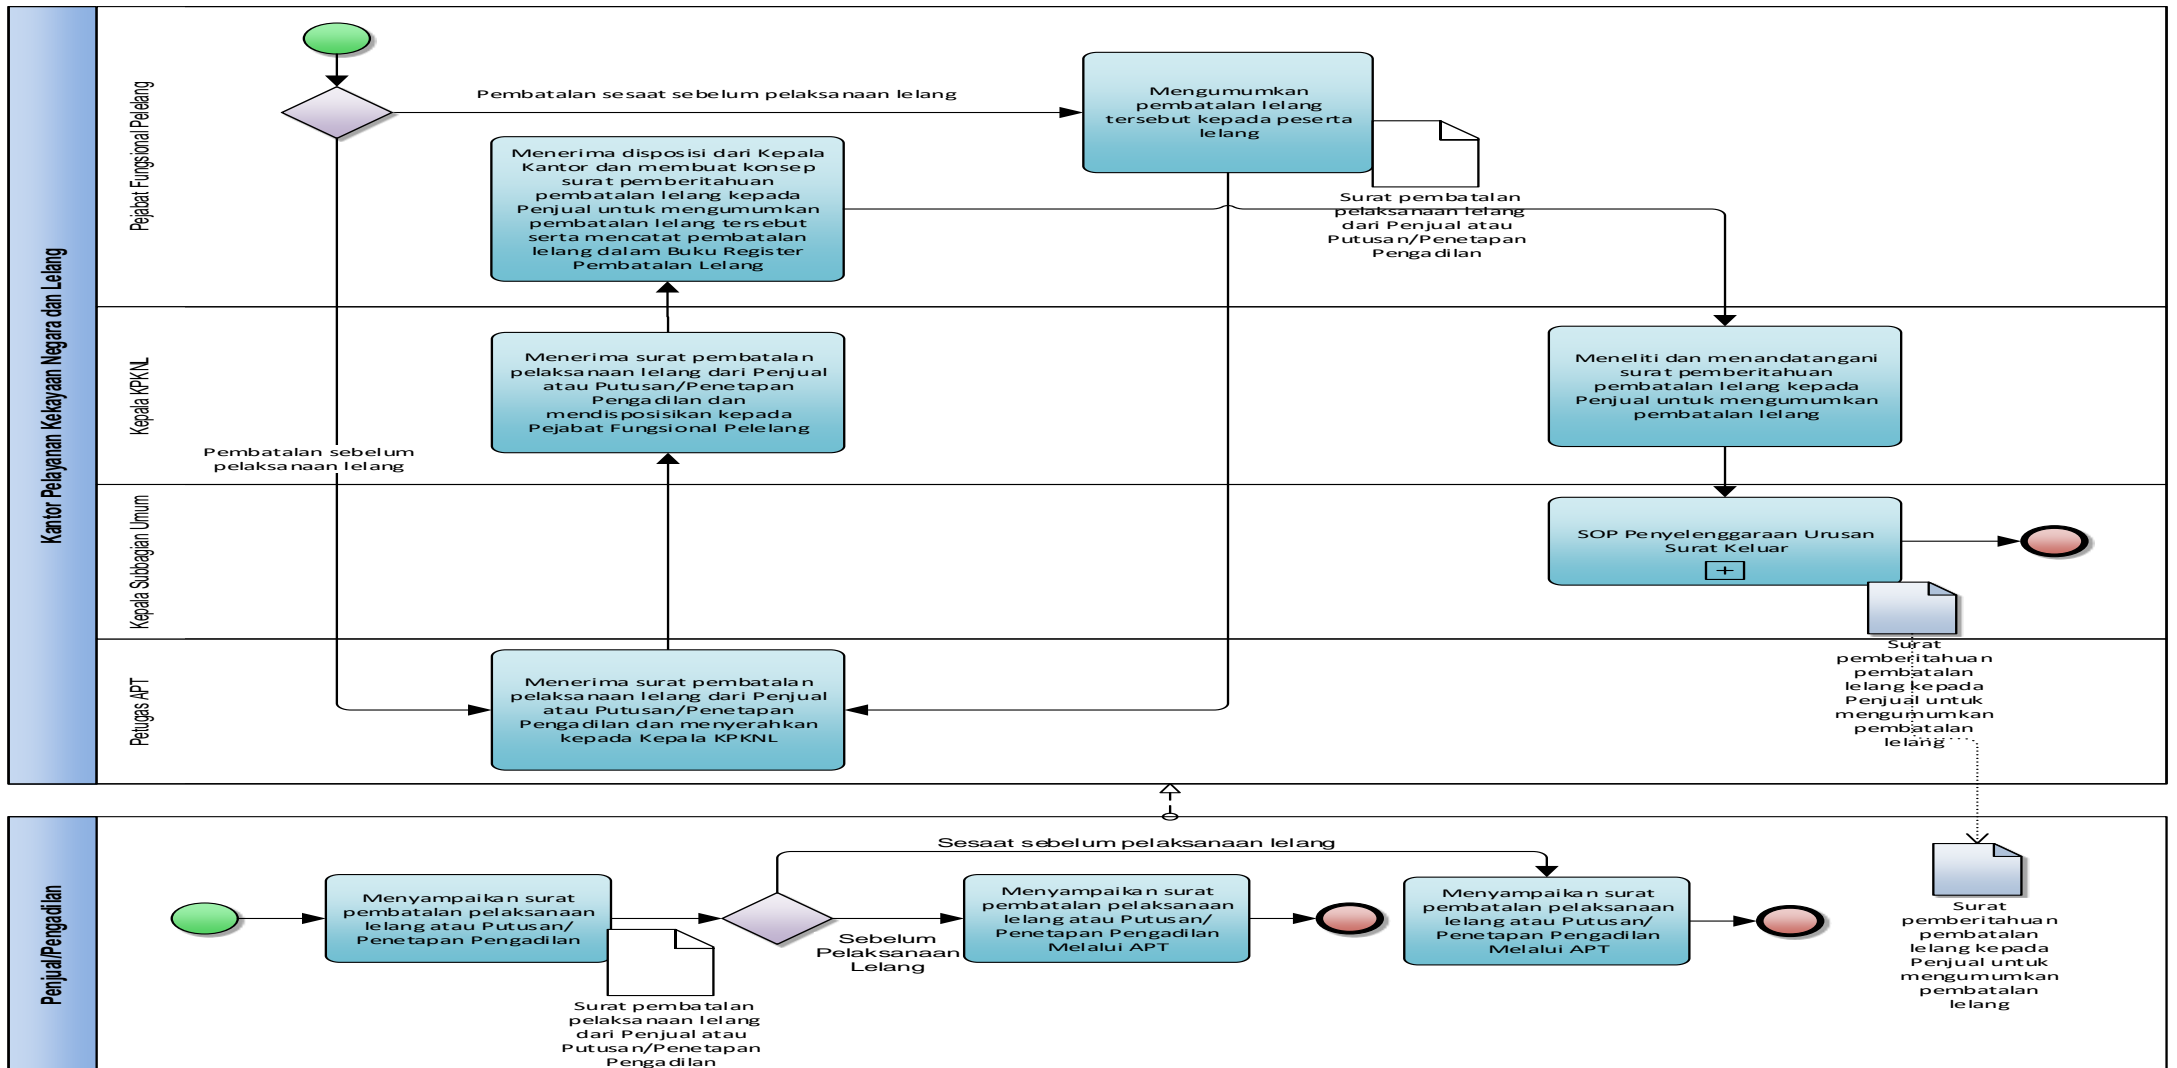 Kantor Pelayanan Kekayaan Negara dan Lelang
Pejabat Fungsional Pelelang
Pembatalan sesaat sebelum pelaksanaan lelang
Mengumumkan
pembatalan lelang
tersebut kepada peserta
lelang
Surat pembatalan
pelaksanaan lelang
dari Penjual atau
Putusan/Penetapan
Pengadilan
Menerima disposisi dari Kepala
Kantor dan membuat konsep
surat pemberitahuan
pembatalan lelang kepada
Penjual untuk mengumumkan
pembatalan lelang tersebut
serta mencatat pembatalan
lelang dalam Buku Register
Pembatalan Lelang
Kepala KPKNL
Pembatalan sebelum
pelaksanaan lelang
Menerima surat pembatalan
pelaksanaan lelang dari Penjual
atau Putusan/Penetapan
Pengadilan dan
mendisposisikan kepada
Pejabat Fungsional Pelelang
Meneliti dan menandatangani
surat pemberitahuan
pembatalan lelang kepada
Penjual untuk mengumumkan
pembatalan lelang
Kepala Subbagian Umum
SOP Penyelenggaraan Urusan
Surat Keluar
Surat
pemberitahuan
pembatalan
lelang kepada
Penjual untuk
mengumumkan
pembatalan
lelang
Petugas APT
Menerima surat pembatalan
pelaksanaan lelang dari Penjual
atau Putusan/Penetapan
Pengadilan dan menyerahkan
kepada Kepala KPKNL
Penjual/Pengadilan
Menyampaikan surat
pembatalan pelaksanaan
lelang atau Putusan/
Penetapan Pengadilan
Surat pembatalan
pelaksanaan lelang
dari Penjual atau
Putusan/Penetapan
Pengadilan
Sesaat sebelum pelaksanaan lelang
Sebelum
Pelaksanaan
Lelang
Menyampaikan surat
pembatalan pelaksanaan
lelang atau Putusan/
Penetapan Pengadilan
Melalui APT
Menyampaikan surat
pembatalan pelaksanaan
lelang atau Putusan/
Penetapan Pengadilan
Melalui APT
Surat
pemberitahuan
pembatalan
lelang kepada
Penjual untuk
mengumumkan
pembatalan
lelang